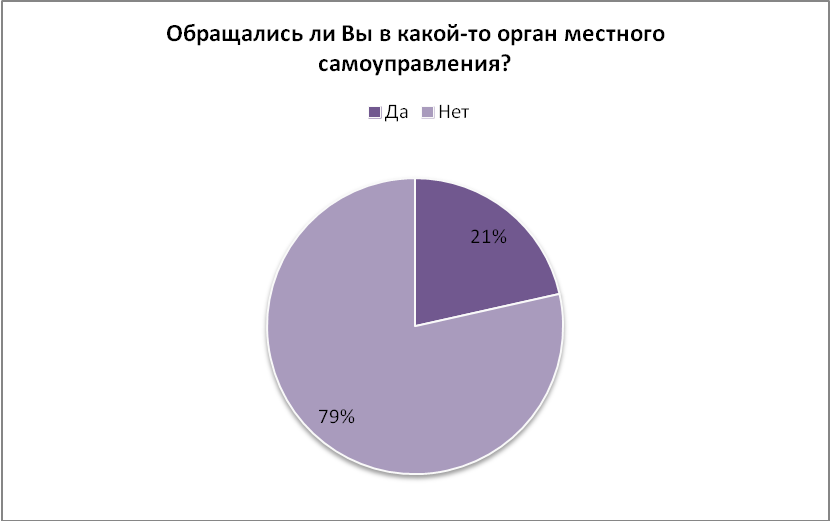 Обращались ли Вы в какой-то орган местного
самоуправления?
Да Нет
21%
79%